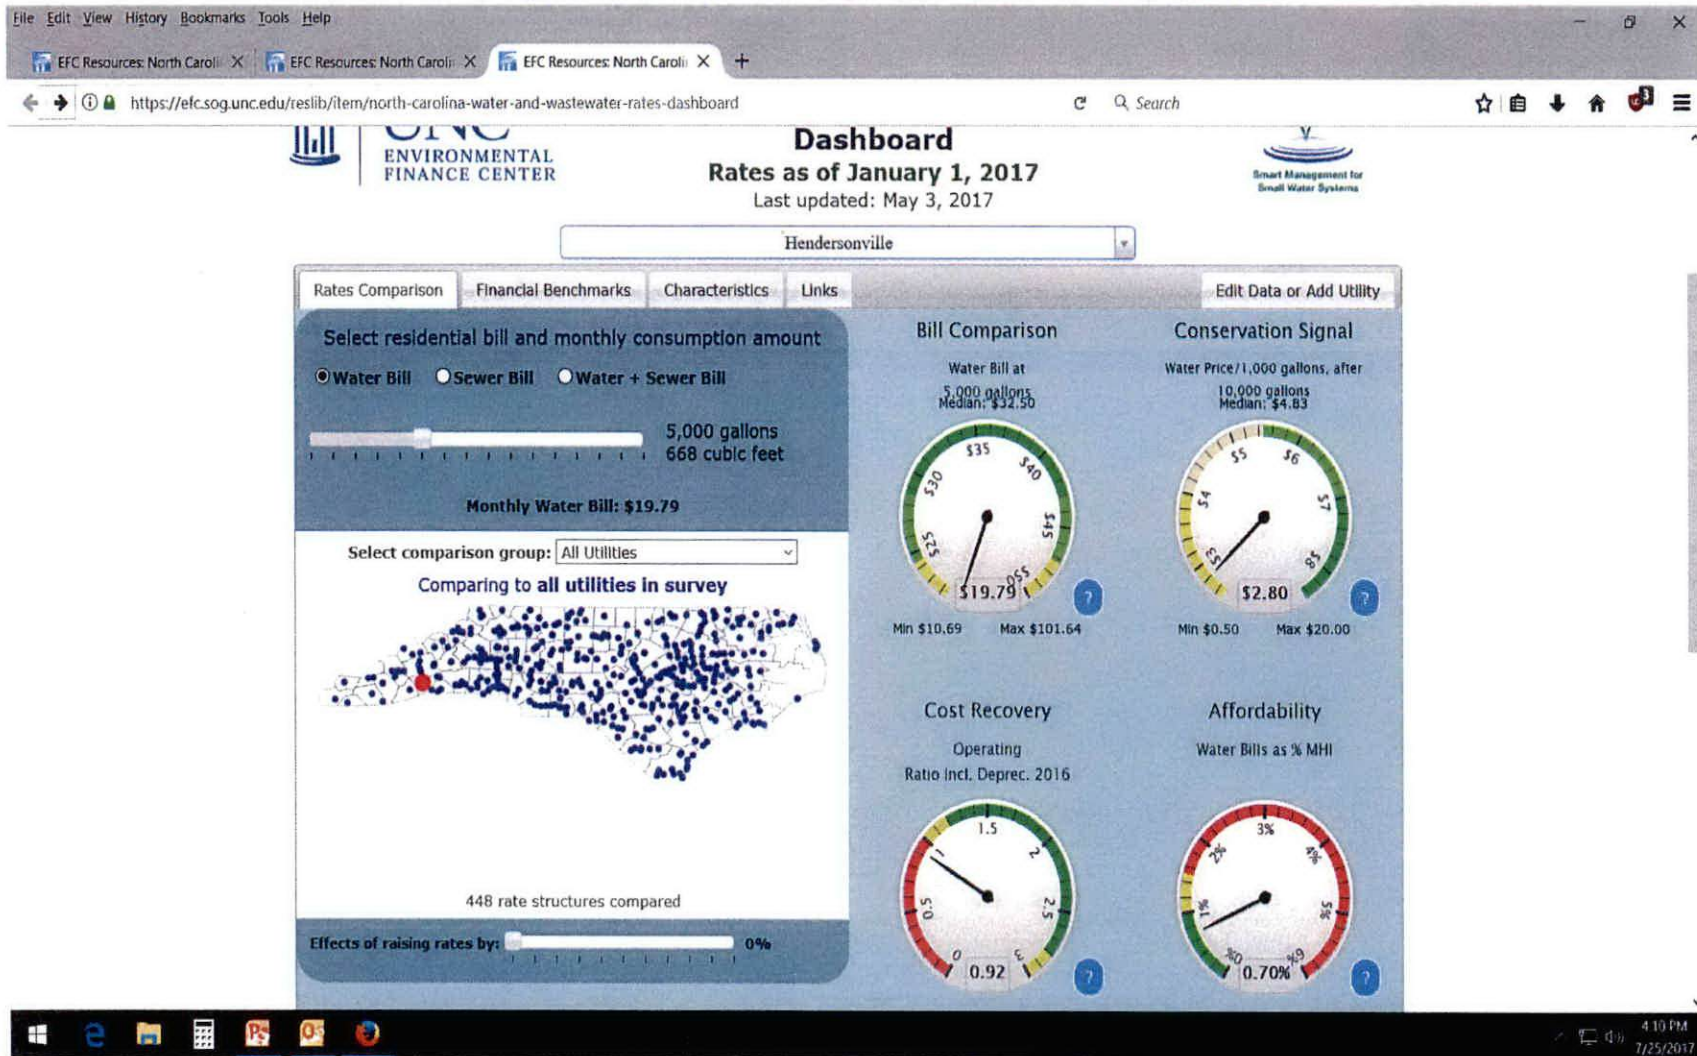 File Edit View History Bookmarks Tools Help
EFC Resources: North Caroli EFC Resources: North Caroli EFC Resources: North Caroli
https://efc.sog.unc.edu/reslib/item/north-carolina-water-and-wastewater-rates-dashboard Search
3
UNC
ENVIRONMENTAL
FINANCE CENTER
Dashboard
Rates as of January 1, 2017
Last updated: May 3, 2017
Smart Management for
Small Water Systems
Hendersonville
Rates Comparison Financial Benchmarks Characteristics Links Edit Data or Add Utility
Select residential bill and monthly consumption amount
Water Bill Sewer Bill Water + Sewer Bill
5,000 gallons
668 cubic feet
Monthly Water Bill: $19.79
Select comparison group: All Utilities
Comparing to all utilities in survey
448 rate structures compared
Effects of raising rates by: 0%
Bill Comparison
Water Bill at
5,000 gallons
Median: $32.50
$25 $30 $35 $40 $45 $50
$19.79
?
Min $10.69 Max $101.64
Conservation Signal
Water Price/1,000 gallons, after
10,000 gallons
Median: $4.83
$3 $4 $5 $6 $7 $8
$2.80
?
Min $0.50 Max $20.00
Cost Recovery
Operating
Ratio Incl. Deprec. 2016
0 0.5 1 1.5 2 2.5 3
0.92
?
Affordability
Water Bills as % MHI
0% 1% 2% 3% 4% 5% 6%
0.70%
?
4:10 PM
7/25/2017